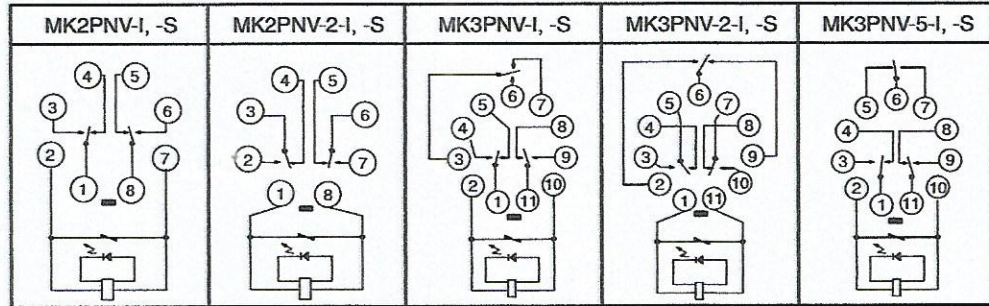 MK2PNV-I, -S MK2PNV-2-I, -S MK3PNV-I, -S MK3PNV-2-I, -S MK3PNV-5-I, -S
4 5 3 6 2 7 1 8
4 5 3 6 2 7 1 8
6 7 5 4 8 3 9 2 10 1 11
6 5 7 4 8 3 9 2 10 1 11
5 6 7 4 8 3 9 2 10 1 11